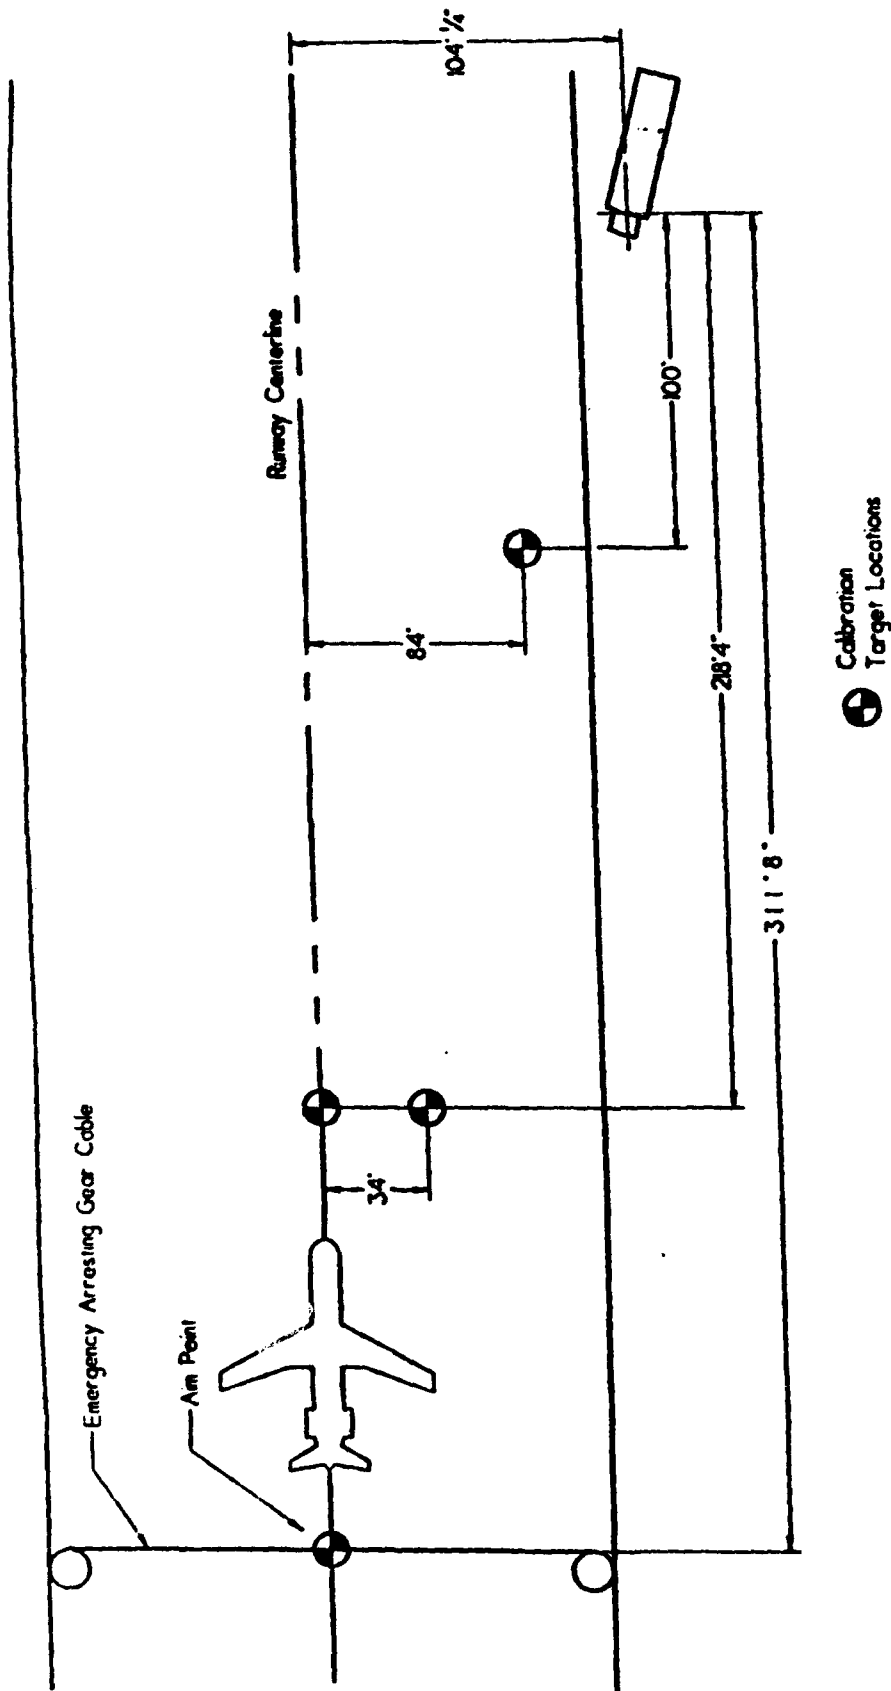 104' ¼"
Runway Centerline
100'
84'
218'4"
311'8"
Emergency Arresting Gear Cable
34'
Aim Point
Calibration
Target Locations